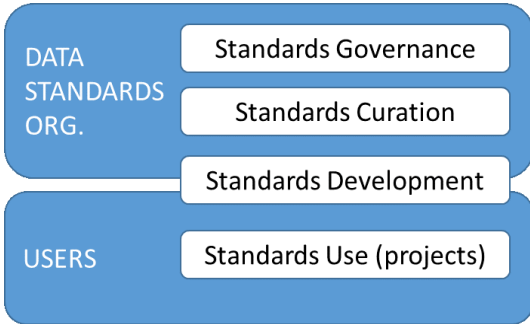 DATA
STANDARDS
ORG.
Standards Governance
Standards Curation
Standards Development
USERS
Standards Use (projects)